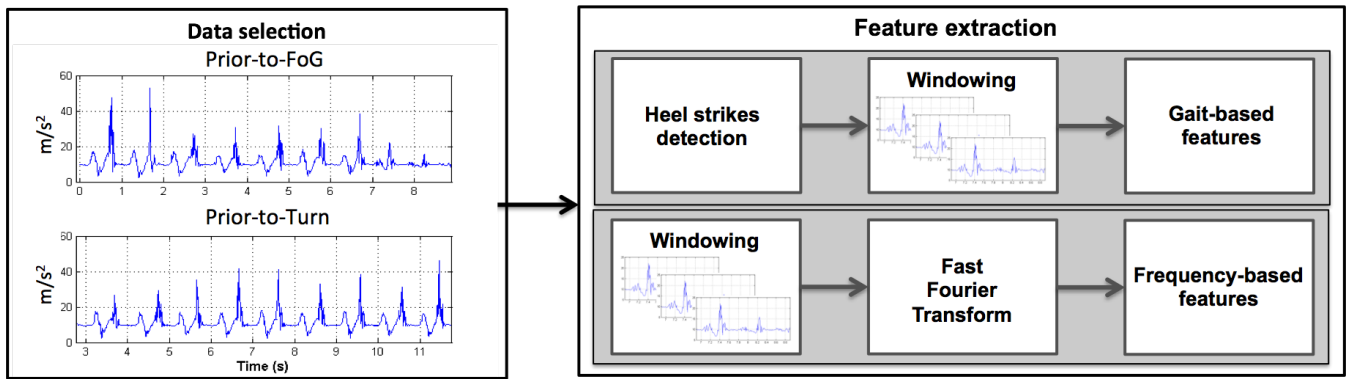 Data selection
Prior-to-FoG
m/s²
60
40
20
0
0 1 2 3 4 5 6 7 8
Prior-to-Turn
m/s²
60
40
20
0
3 4 5 6 7 8 9 10 11
Time (s)
Feature extraction
Heel strikes
detection
Windowing
Gait-based
features
Windowing
Fast
Fourier
Transform
Frequency-based
features